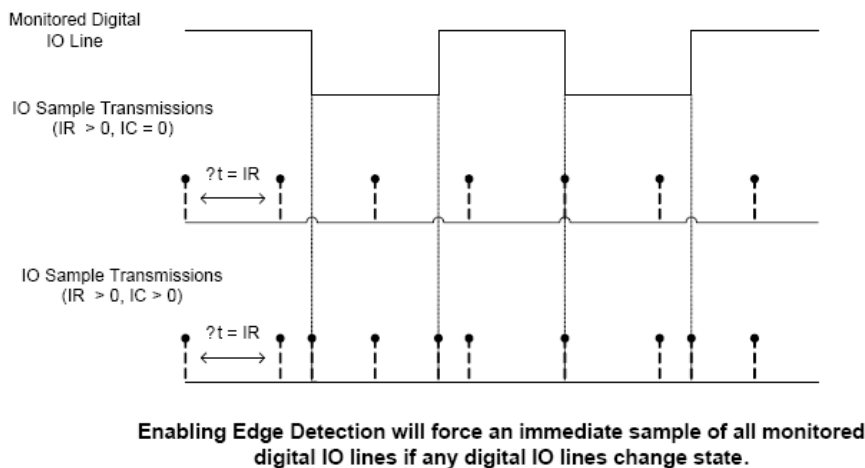 Monitored Digital
IO Line
IO Sample Transmissions
(IR > 0, IC = 0)
?t = IR
IO Sample Transmissions
(IR > 0, IC > 0)
?t = IR
Enabling Edge Detection will force an immediate sample of all monitored
digital IO lines if any digital IO lines change state.